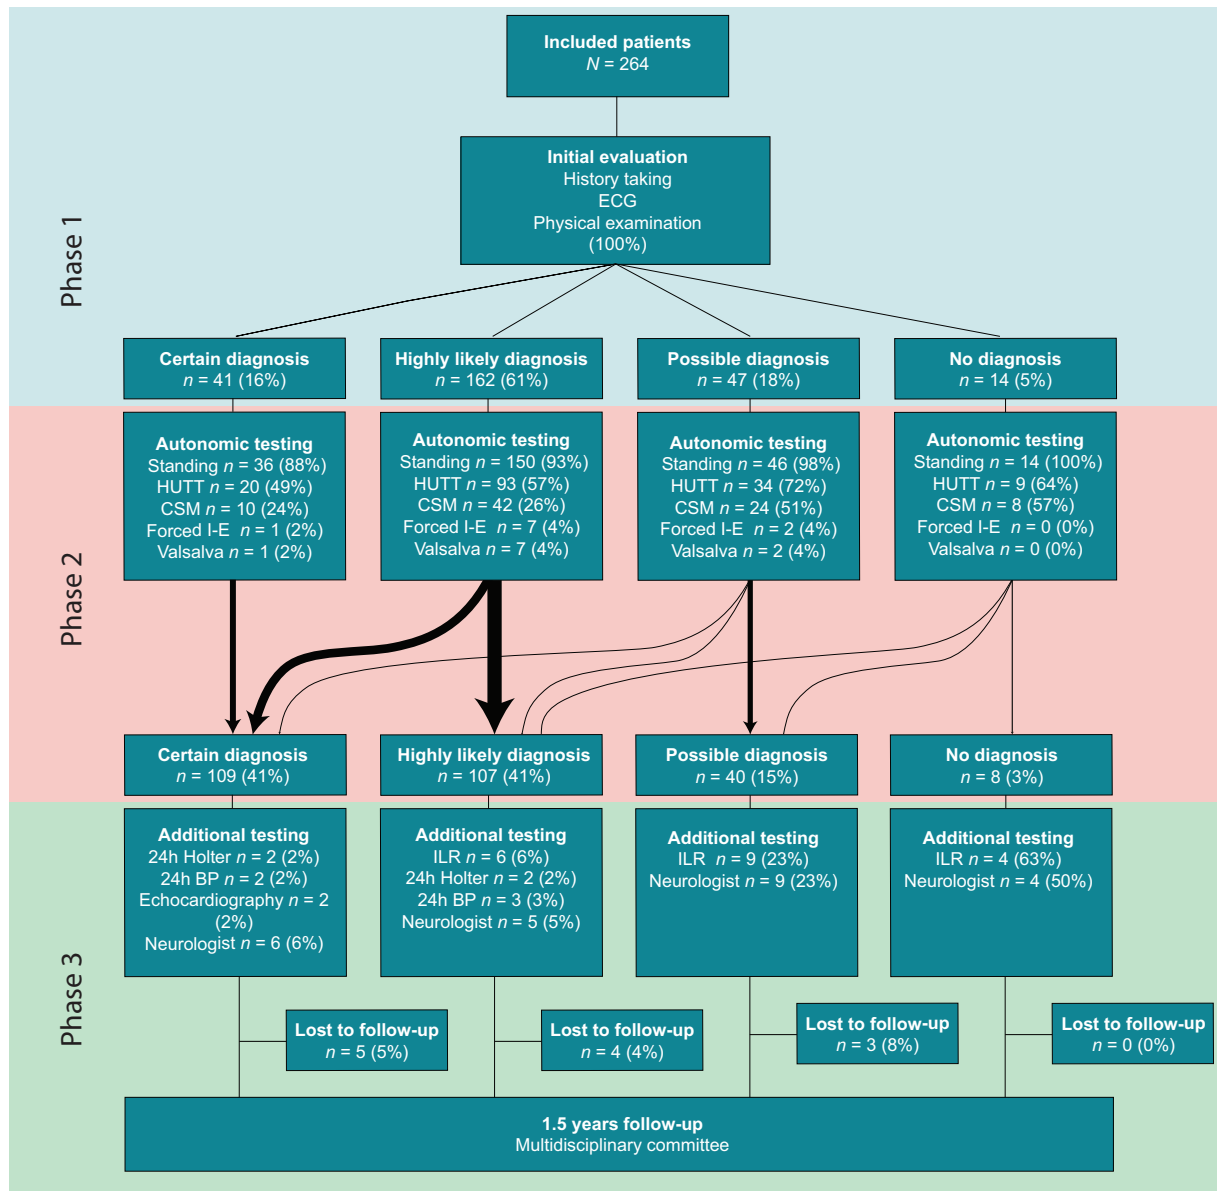 Included patients
N = 264
Initial evaluation
History taking
ECG
Physical examination
(100%)
Phase 1
Certain diagnosis
n = 41 (16%)
Highly likely diagnosis
n = 162 (61%)
Possible diagnosis
n = 47 (18%)
No diagnosis
n = 14 (5%)
Phase 2
Autonomic testing
Standing n = 36 (88%)
HUTT n = 20 (49%)
CSM n = 10 (24%)
Forced I-E n = 1 (2%)
Valsalva n = 1 (2%)
Autonomic testing
Standing n = 150 (93%)
HUTT n = 93 (57%)
CSM n = 42 (26%)
Forced I-E n = 7 (4%)
Valsalva n = 7 (4%)
Autonomic testing
Standing n = 46 (98%)
HUTT n = 34 (72%)
CSM n = 24 (51%)
Forced I-E n = 2 (4%)
Valsalva n = 2 (4%)
Autonomic testing
Standing n = 14 (100%)
HUTT n = 9 (64%)
CSM n = 8 (57%)
Forced I-E n = 0 (0%)
Valsalva n = 0 (0%)
Certain diagnosis
n = 109 (41%)
Highly likely diagnosis
n = 107 (41%)
Possible diagnosis
n = 40 (15%)
No diagnosis
n = 8 (3%)
Phase 3
Additional testing
24h Holter n = 2 (2%)
24h BP n = 2 (2%)
Echocardiography n = 2
(2%)
Neurologist n = 6 (6%)
Additional testing
ILR n = 6 (6%)
24h Holter n = 2 (2%)
24h BP n = 3 (3%)
Neurologist n = 5 (5%)
Additional testing
ILR n = 9 (23%)
Neurologist n = 9 (23%)
Additional testing
ILR n = 4 (63%)
Neurologist n = 4 (50%)
Lost to follow-up
n = 5 (5%)
Lost to follow-up
n = 4 (4%)
Lost to follow-up
n = 3 (8%)
Lost to follow-up
n = 0 (0%)
1.5 years follow-up
Multidisciplinary committee